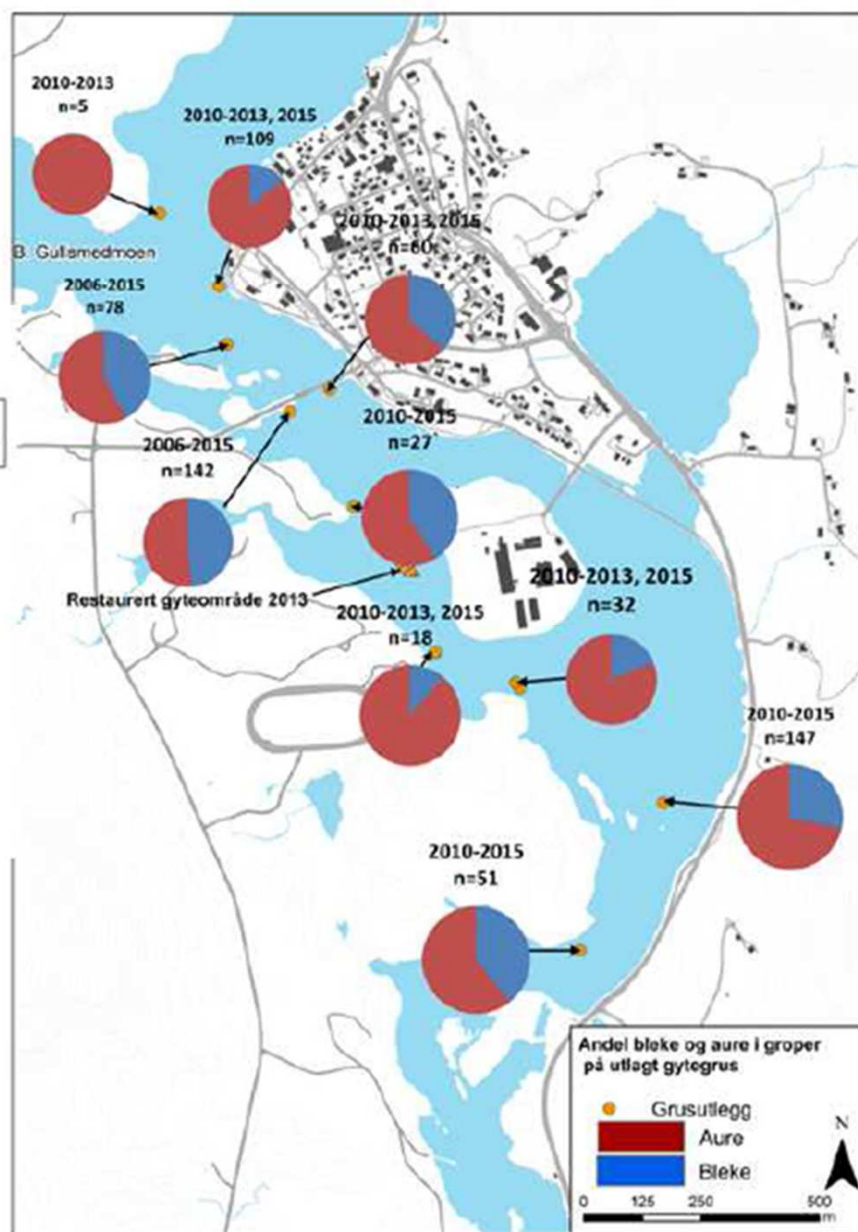 2010-2013
n=5
2010-2013, 2015
n=109
2010-2013,2015
n=60
B. Gullsmedmoen
2006-2015
n=78
2010-2015
n=27
2006-2015
n=142
2010-2013, 2015
n=32
Restaurert gyteområde 2013
2010-2013, 2015
n=18
2010-2015
n=147
2010-2015
n=51
Andel bleke og aure i groper
på utlagt gytegrus
Grusutlegg
Aure
Bleke
N
0 125 250 500
m